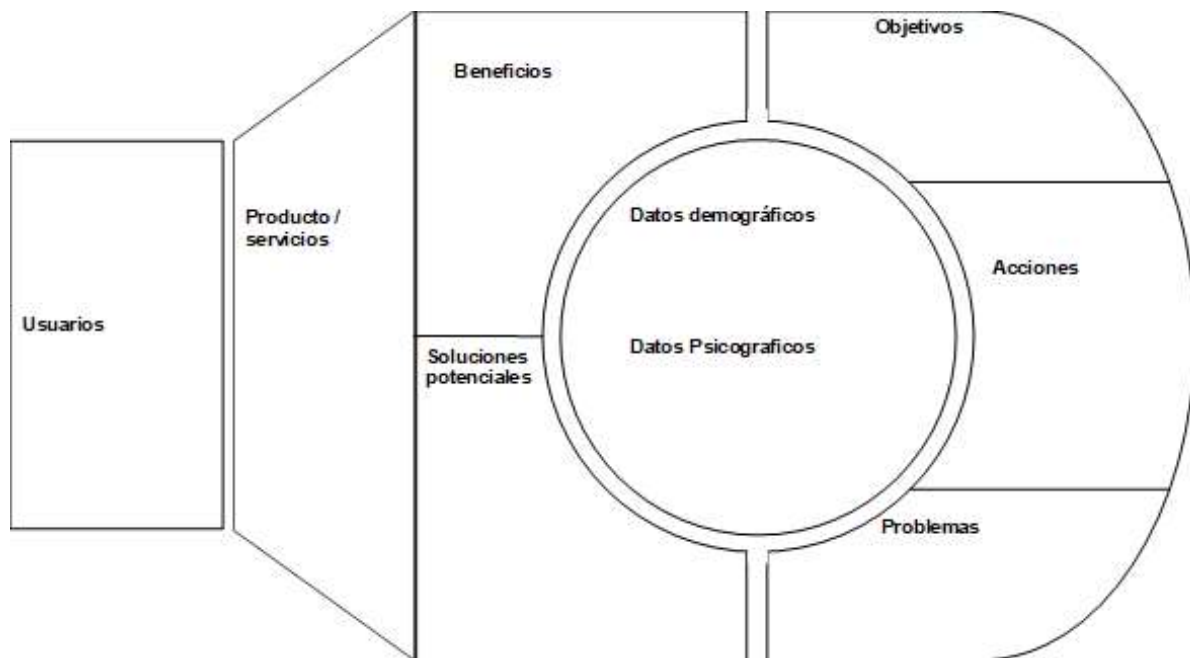 Usuarios
Producto /
servicios
Beneficios
Soluciones
potenciales
Datos demográficos
Datos Psicograficos
Objetivos
Acciones
Problemas